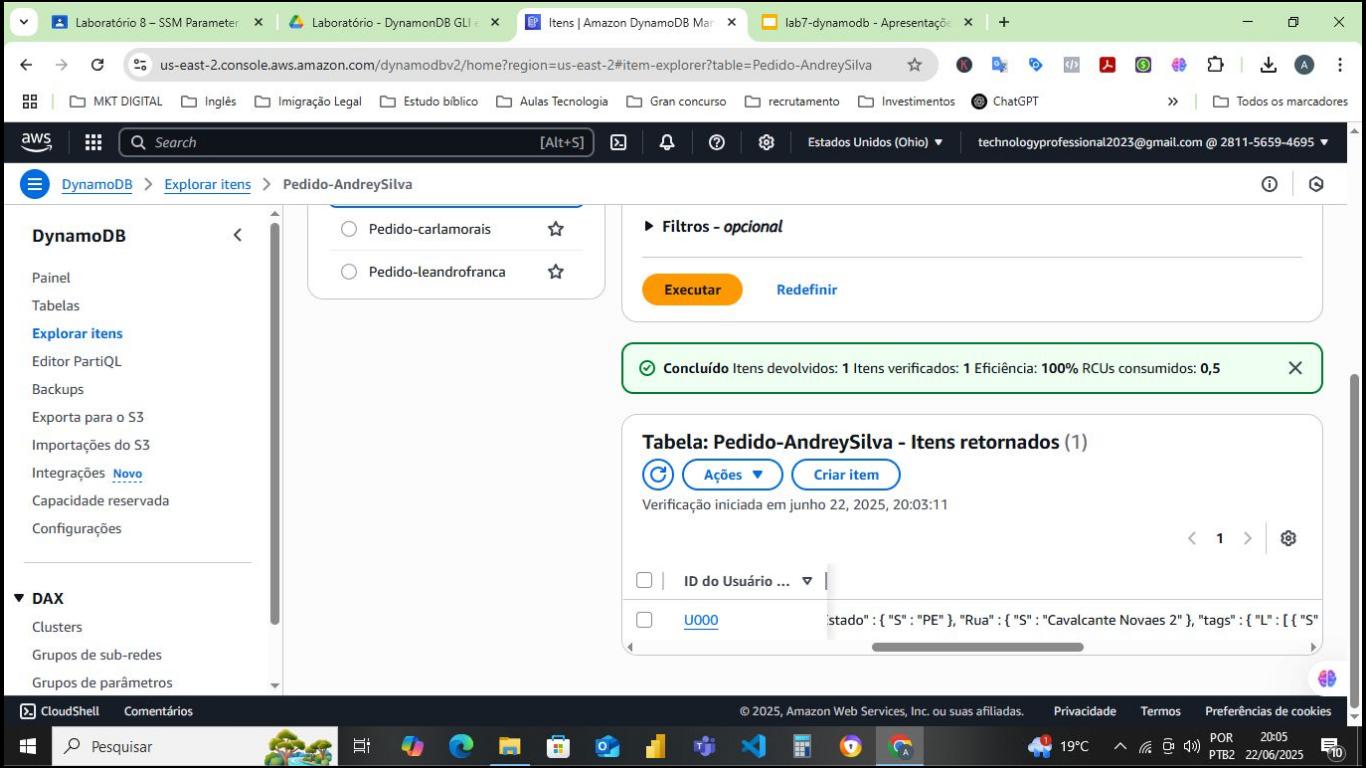 Laboratório 8 – SSM Parameter
Laboratório - DynamonDB GLI e
Itens | Amazon DynamoDB Mar
lab7-dynamodb - Apresentaçõe
us-east-2.console.aws.amazon.com/dynamodbv2/home?region=us-east-2#item-explorer?table=Pedido-AndreySilva
A
MKT DIGITAL
Inglês
Imigração Legal
Estudo bíblico
Aulas Tecnologia
Gran concurso
recrutamento
Investimentos
ChatGPT
»
Todos os marcadores
aws
Search
[Alt+S]
Estados Unidos (Ohio)
technologyprofessional2023@gmail.com @ 2811-5659-4695
DynamoDB
Explorar itens
Pedido-AndreySilva
DynamoDB
Painel
Tabelas
Explorar itens
Editor PartiQL
Backups
Exporta para o S3
Importações do S3
Integrações Novo
Capacidade reservada
Configurações
DAX
Clusters
Grupos de sub-redes
Grupos de parâmetros
Pedido-carlamorais
Pedido-leandrofranca
Filtros - opcional
Executar
Redefinir
Concluído Itens devolvidos: 1 Itens verificados: 1 Eficiência: 100% RCUs consumidos: 0,5
Tabela: Pedido-AndreySilva - Itens retornados (1)
Ações
Criar item
Verificação iniciada em junho 22, 2025, 20:03:11
1
ID do Usuário ...
U000
stado" : { "S" : "PE" }, "Rua" : { "S" : "Cavalcante Novaes 2" }, "tags" : { "L" : [ { "S"
CloudShell
Comentários
© 2025, Amazon Web Services, Inc. ou suas afiliadas.
Privacidade
Termos
Preferências de cookies
Pesquisar
19°C
POR
PTB2
20:05
22/06/2025
10